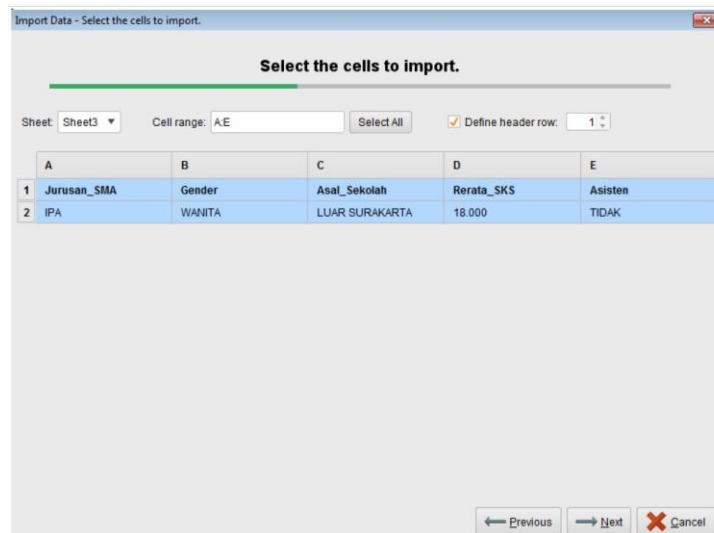 Import Data - Select the cells to import.
Select the cells to import.
Sheet: Sheet3 Cell range: A:E Select All Define header row: 1
A B C D E
1 Jurusan_SMA Gender Asal_Sekolah Rerata_SKS Asisten
2 IPA WANITA LUAR SURAKARTA 18.000 TIDAK
Previous Next Cancel